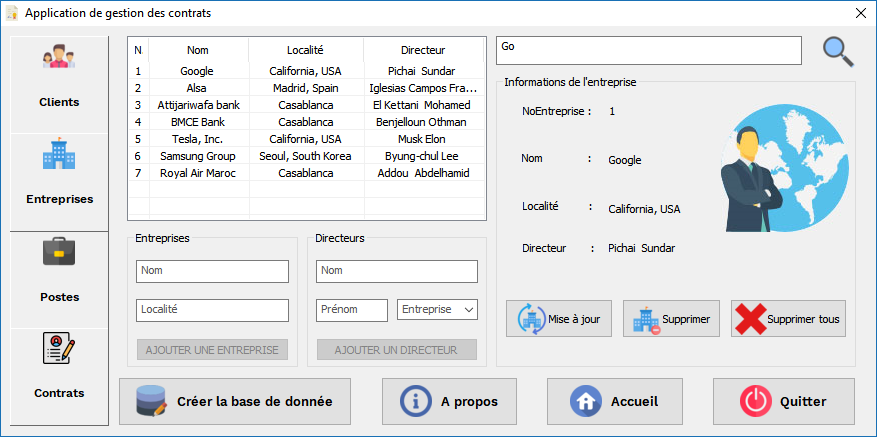 Application de gestion des contrats
Clients
Entreprises
Postes
Contrats
N Nom Localité Directeur
1 Google California, USA Pichai Sundar
2 Alsa Madrid, Spain Iglesias Campos Fra...
3 Attijariwafa bank Casablanca El Kettani Mohamed
4 BMCE Bank Casablanca Benjelloun Othman
5 Tesla, Inc. California, USA Musk Elon
6 Samsung Group Seoul, South Korea Byung-chul Lee
7 Royal Air Maroc Casablanca Addou Abdelhamid
Entreprises
Nom
Localité
AJOUTER UNE ENTREPRISE
Directeurs
Nom
Prénom Entreprise
AJOUTER UN DIRECTEUR
Go
Informations de l'entreprise
NoEntreprise : 1
Nom : Google
Localité : California, USA
Directeur : Pichai Sundar
Mise à jour Supprimer Supprimer tous
Créer la base de donnée A propos Accueil Quitter